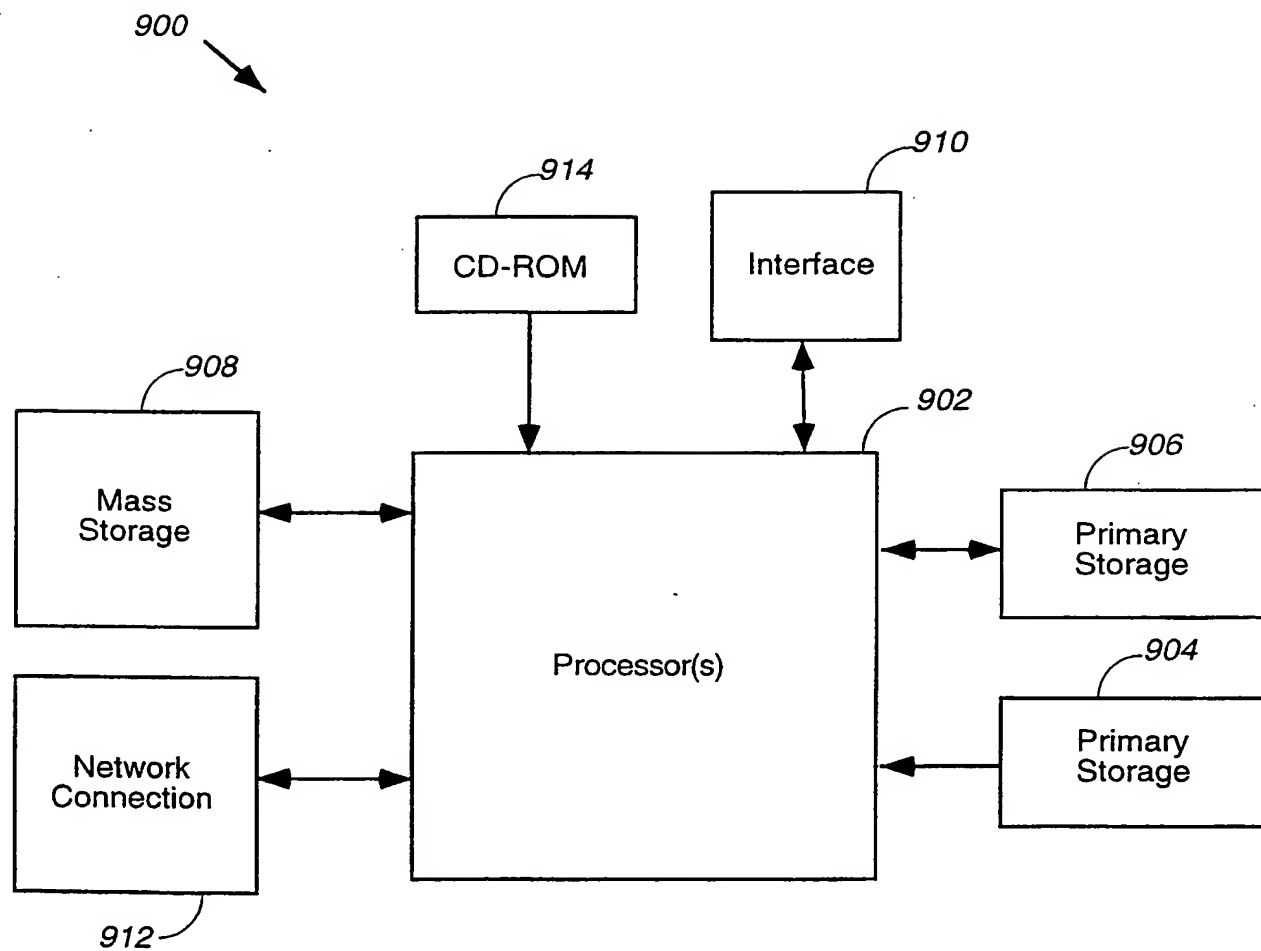 900
910
914
CD-ROM
Interface
908
902
906
Mass
Storage
Primary
Storage
904
Processor(s)
Primary
Storage
Network
Connection
912